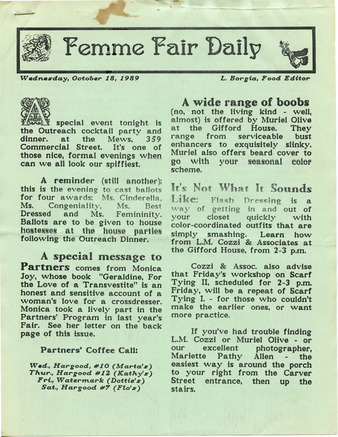 Femme Fair Daily
Wednesday, October 18, 1989
L. Borgia, Food Editor
A special event tonight is
the Outreach cocktail party and
dinner, at the Mews, 359
Commercial Street. It's one of
those nice, formal evenings when
can we all look our spiffiest.
A reminder (still another):
this is the evening to cast ballots
for four awards: Ms. Cinderella,
Ms. Congeniality, Ms. Best
Dressed and Ms. Femininity.
Ballots are to be given to house
hostesses at the house parties
following the Outreach Dinner.
A special message to
Partners comes from Monica
Joy, whose book "Geraldine. For
the Love of a Transvestite" is an
honest and sensitive account of a
woman's love for a crossdresser.
Monica took a lively part in the
Partners' Program in last year's
Fair. See her letter on the back
page of this issue.
Partners' Coffee Call:
Wed, Hargood, #10 (Marta's)
Thur, Hargood #12 (Kathy's)
Fri, Watermark (Dottie's)
Sat, Hargood #7 (Flo's)
A wide range of boobs
(no, not the living kind - well,
almost) is offered by Muriel Olive
at the Gifford House. They
range from serviceable bust
enhancers to exquisitely slinky.
Muriel also offers beard cover to
go with your seasonal color
scheme.
It's Not What It Sounds
Like: Flash Dressing is a
way of getting in and out of
your closet quickly with
color-coordinated outfits that are
simply smashing. Learn how
from L.M. Cozzi & Associates at
the Gifford House, from 2-3 p.m.
Cozzi & Assoc. also advise
that Friday's workshop on Scarf
Tying II, scheduled for 2-3 p.m.
Friday, will be a repeat of Scarf
Tying I - for those who couldn't
make the earlier ones, or want
more practice.
If you've had trouble finding
L.M. Cozzi or Muriel Olive - or
our excellent photographer,
Mariette Pathy Allen - the
easiest way is around the porch
to your right from the Carver
Street entrance, then up the
stairs.